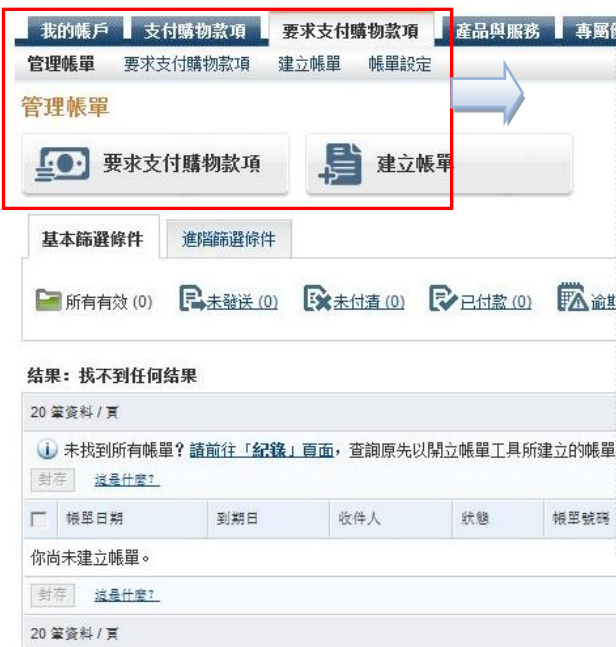 我的帳戶 支付購物款項 要求支付購物款項 產品與服務 專屬
管理帳單 要求支付購物款項 建立帳單 帳單設定
管理帳單
要求支付購物款項 建立帳單
基本篩選條件 進階篩選條件
所有有效 (0) 未發送 (0) 未付清 (0) 已付款 (0) 逾期
結果：找不到任何結果
20 筆資料 / 頁
未找到所有帳單？請前往「紀錄」頁面，查詢原先以開立帳單工具所建立的帳單
封存 這是什麼？
帳單日期 到期日 收件人 狀態 帳單號碼
你尚未建立帳單。
封存 這是什麼？
20 筆資料 / 頁